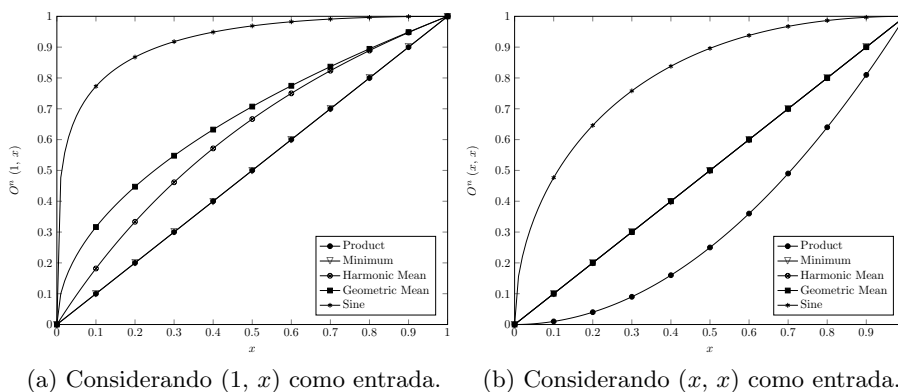 1
0.9
0.8
0.7
0.6
0.5
0.4
0.3
0.2
0.1
0
O^n (1, x)
Product
Minimum
Harmonic Mean
Geometric Mean
Sine
0 0.1 0.2 0.3 0.4 0.5 0.6 0.7 0.8 0.9 1
x
(a) Considerando (1, x) como entrada.
1
0.9
0.8
0.7
0.6
0.5
0.4
0.3
0.2
0.1
0
O^n (x, x)
Product
Minimum
Harmonic Mean
Geometric Mean
Sine
0 0.1 0.2 0.3 0.4 0.5 0.6 0.7 0.8 0.9
x
(b) Considerando (x, x) como entrada.